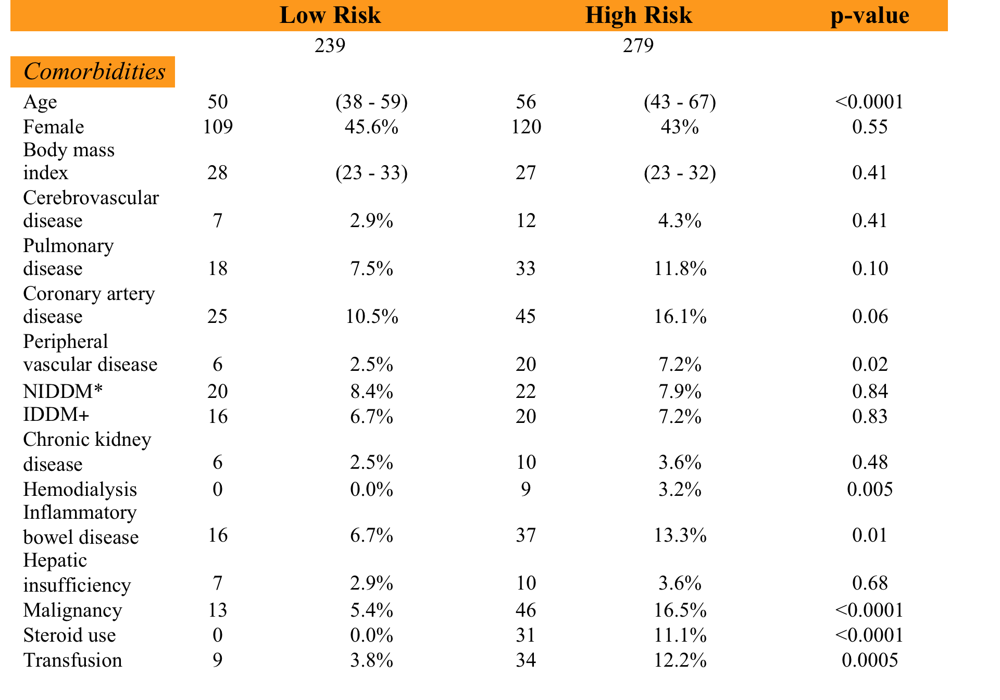 Low Risk High Risk p-value
239 279
Comorbidities
Age 50 (38 - 59) 56 (43 - 67) <0.0001
Female 109 45.6% 120 43% 0.55
Body mass
index 28 (23 - 33) 27 (23 - 32) 0.41
Cerebrovascular
disease 7 2.9% 12 4.3% 0.41
Pulmonary
disease 18 7.5% 33 11.8% 0.10
Coronary artery
disease 25 10.5% 45 16.1% 0.06
Peripheral
vascular disease 6 2.5% 20 7.2% 0.02
NIDDM* 20 8.4% 22 7.9% 0.84
IDDM+ 16 6.7% 20 7.2% 0.83
Chronic kidney
disease 6 2.5% 10 3.6% 0.48
Hemodialysis 0 0.0% 9 3.2% 0.005
Inflammatory
bowel disease 16 6.7% 37 13.3% 0.01
Hepatic
insufficiency 7 2.9% 10 3.6% 0.68
Malignancy 13 5.4% 46 16.5% <0.0001
Steroid use 0 0.0% 31 11.1% <0.0001
Transfusion 9 3.8% 34 12.2% 0.0005